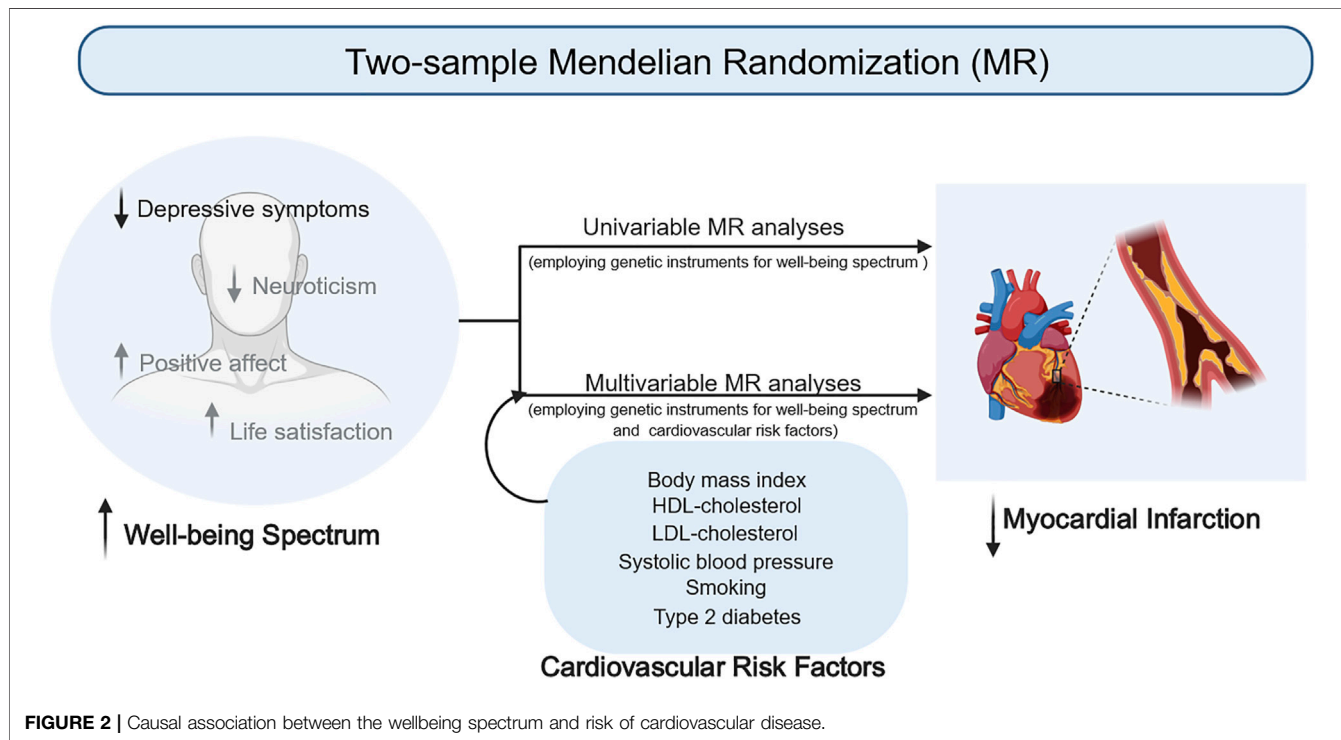 Two-sample Mendelian Randomization (MR)
Depressive symptoms
Neuroticism
Positive affect
Life satisfaction
Well-being Spectrum
Univariable MR analyses
(employing genetic instruments for well-being spectrum )
Multivariable MR analyses
(employing genetic instruments for well-being spectrum
and cardiovascular risk factors)
Body mass index
HDL-cholesterol
LDL-cholesterol
Systolic blood pressure
Smoking
Type 2 diabetes
Cardiovascular Risk Factors
Myocardial Infarction
FIGURE 2 | Causal association between the wellbeing spectrum and risk of cardiovascular disease.